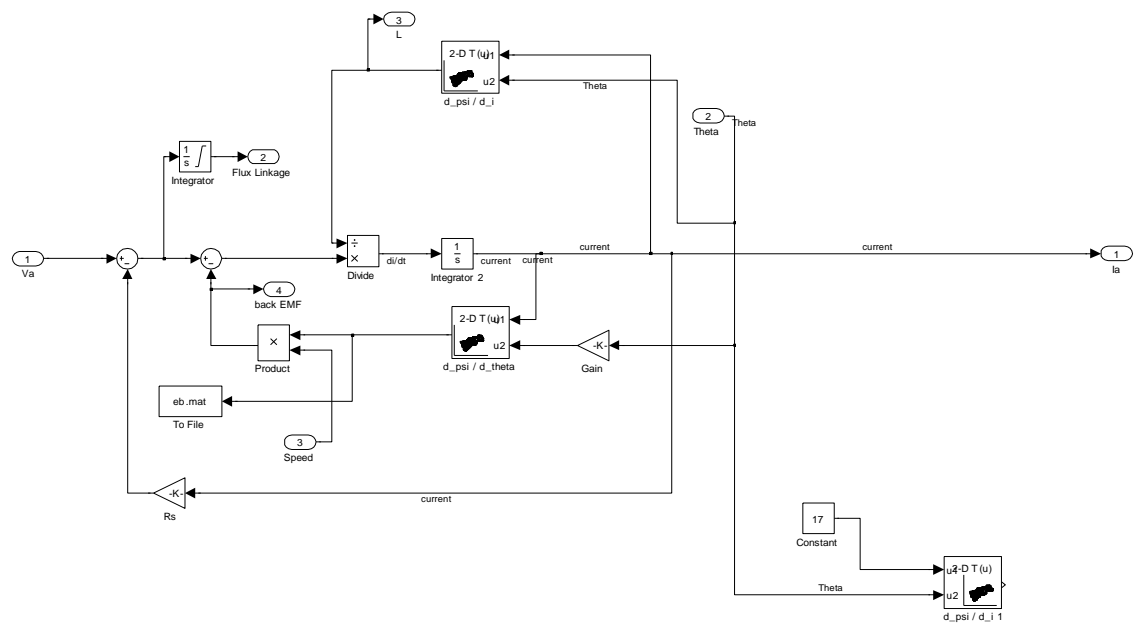 3
L
2-D T(u)
u1
u2
d_psi / d_i
Theta
2
Theta
Theta
1
s
Integrator
2
Flux Linkage
1
Va
+
−
+
−
÷
×
Divide
di/dt
1
s
Integrator 2
current
current
current
current
1
Ia
4
back EMF
×
Product
2-D T(u)
u1
u2
d_psi / d_theta
-K-
Gain
eb.mat
To File
3
Speed
-K-
Rs
current
17
Constant
2-D T(u)
u1
u2
Theta
d_psi / d_i 1